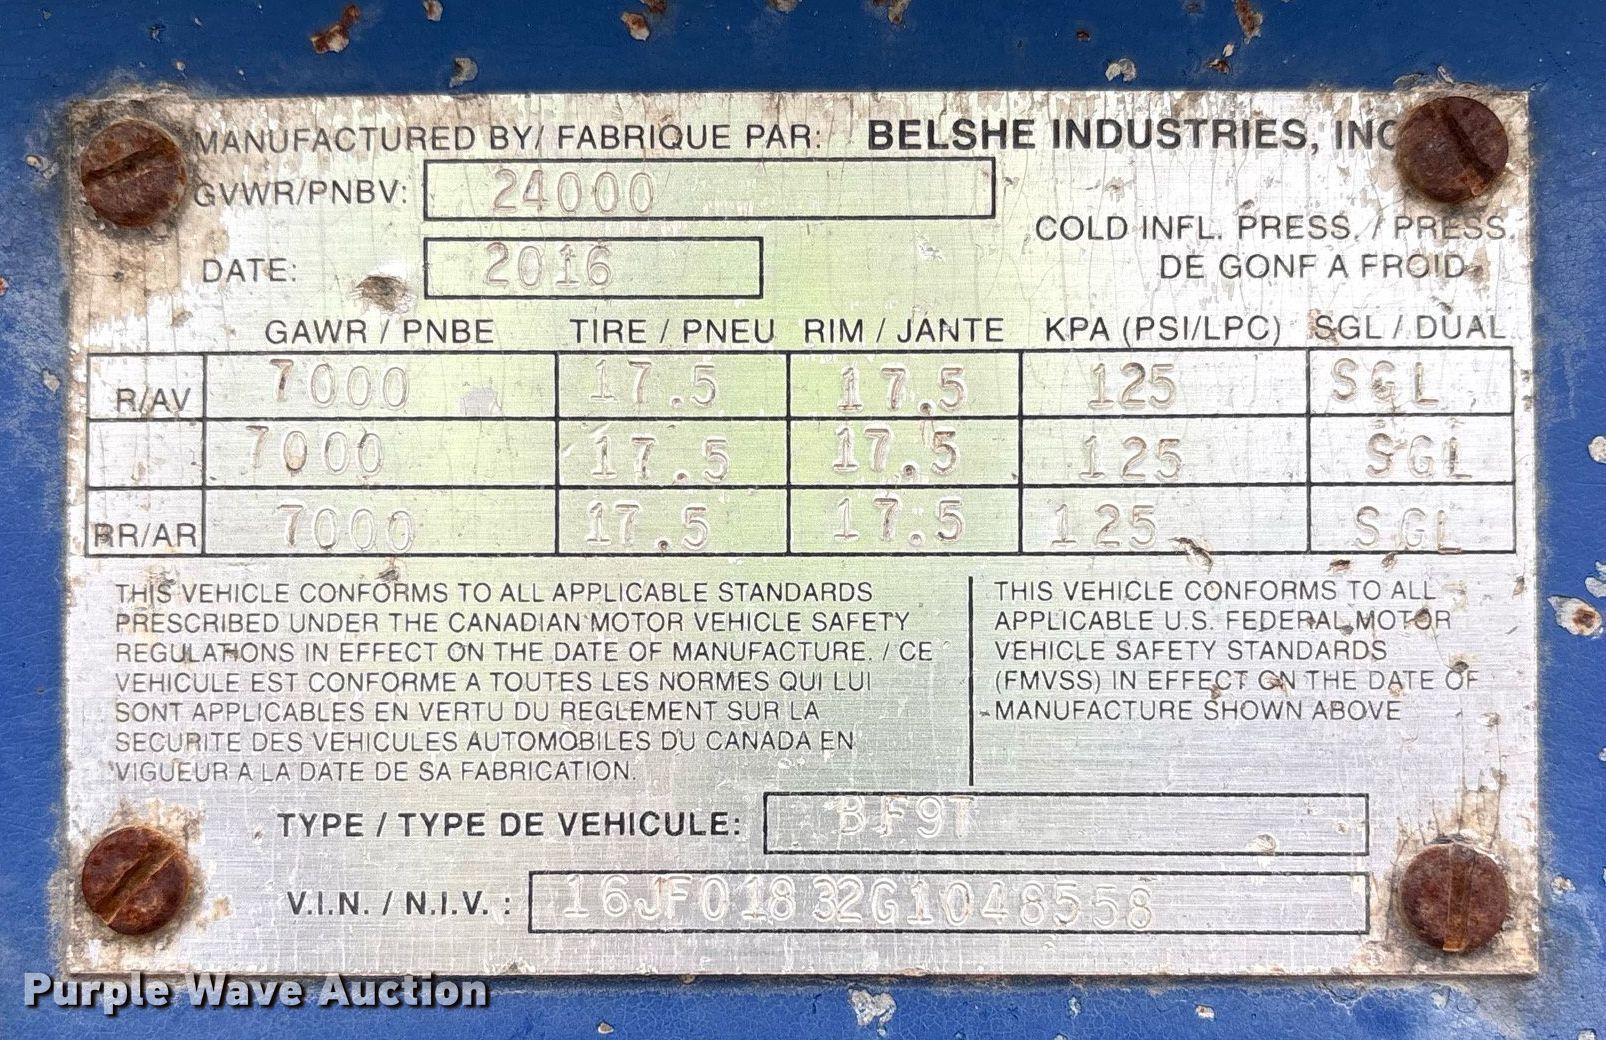 MANUFACTURED BY/ FABRIQUE PAR: BELSHE INDUSTRIES, INC
GVWR/PNBV: 24000
COLD INFL. PRESS. / PRESS.
DE GONF A FROID
DATE: 2016
GAWR / PNBE TIRE / PNEU RIM / JANTE KPA (PSI/LPC) SGL / DUAL
R/AV 7000 17.5 17.5 125 SGL
7000 17.5 17.5 125 SGL
RR/AR 7000 17.5 17.5 125 SGL
THIS VEHICLE CONFORMS TO ALL APPLICABLE STANDARDS
PRESCRIBED UNDER THE CANADIAN MOTOR VEHICLE SAFETY
REGULATIONS IN EFFECT ON THE DATE OF MANUFACTURE. / CE
VEHICULE EST CONFORME A TOUTES LES NORMES QUI LUI
SONT APPLICABLES EN VERTU DU REGLEMENT SUR LA
SECURITE DES VEHICULES AUTOMOBILES DU CANADA EN
VIGUEUR A LA DATE DE SA FABRICATION.
THIS VEHICLE CONFORMS TO ALL
APPLICABLE U.S. FEDERAL MOTOR
VEHICLE SAFETY STANDARDS
(FMVSS) IN EFFECT ON THE DATE OF
MANUFACTURE SHOWN ABOVE
TYPE / TYPE DE VEHICULE: BF9T
V.I.N. / N.I.V. : 16JF01832G1048558
Purple Wave Auction